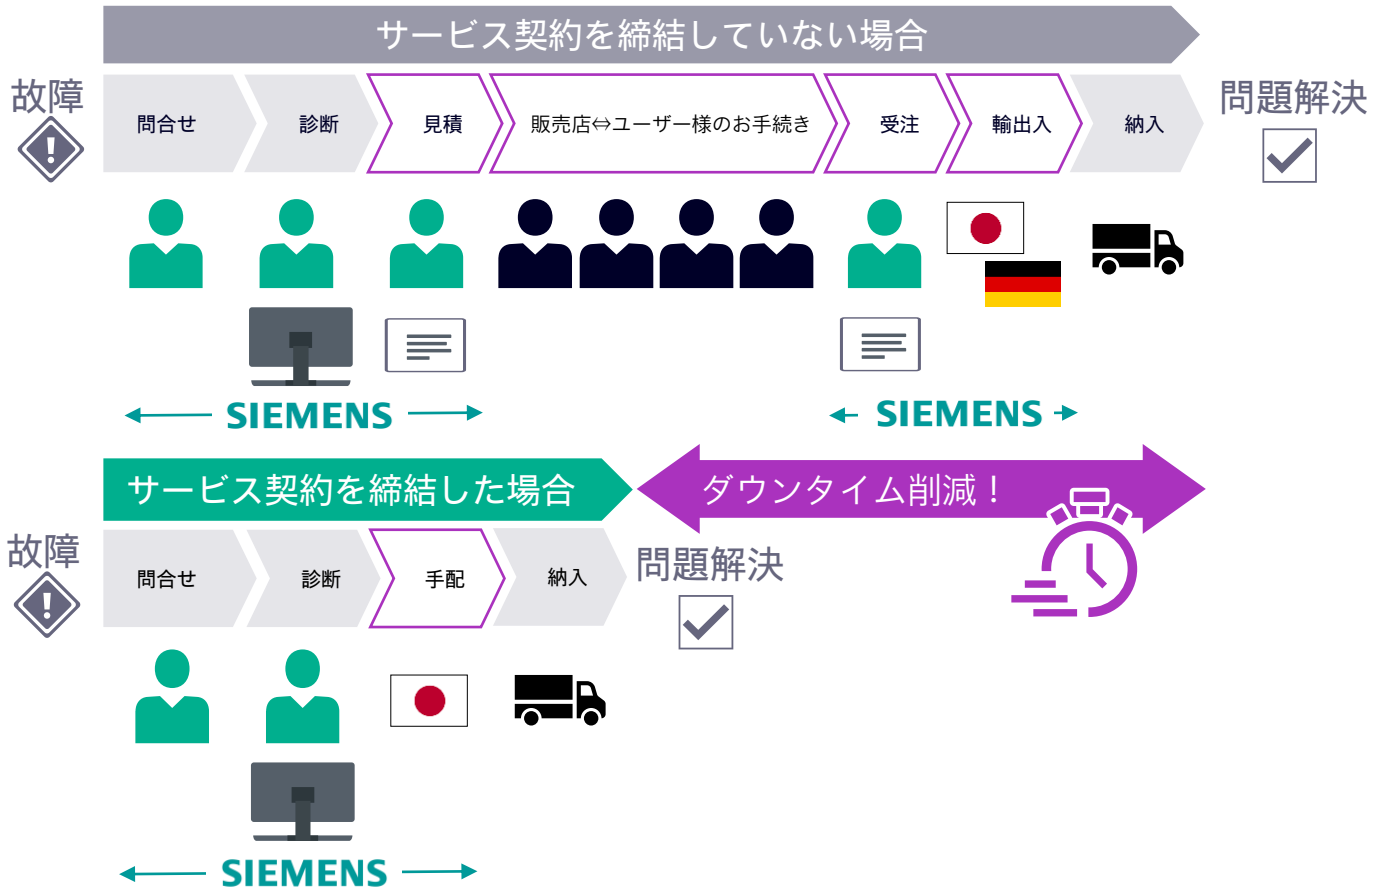 サービス契約を締結していない場合
故障
問合せ
診断
見積
販売店⇔ユーザー様のお手続き
受注
輸出入
納入
問題解決
SIEMENS
SIEMENS
サービス契約を締結した場合
ダウンタイム削減！
故障
問合せ
診断
手配
納入
問題解決
SIEMENS